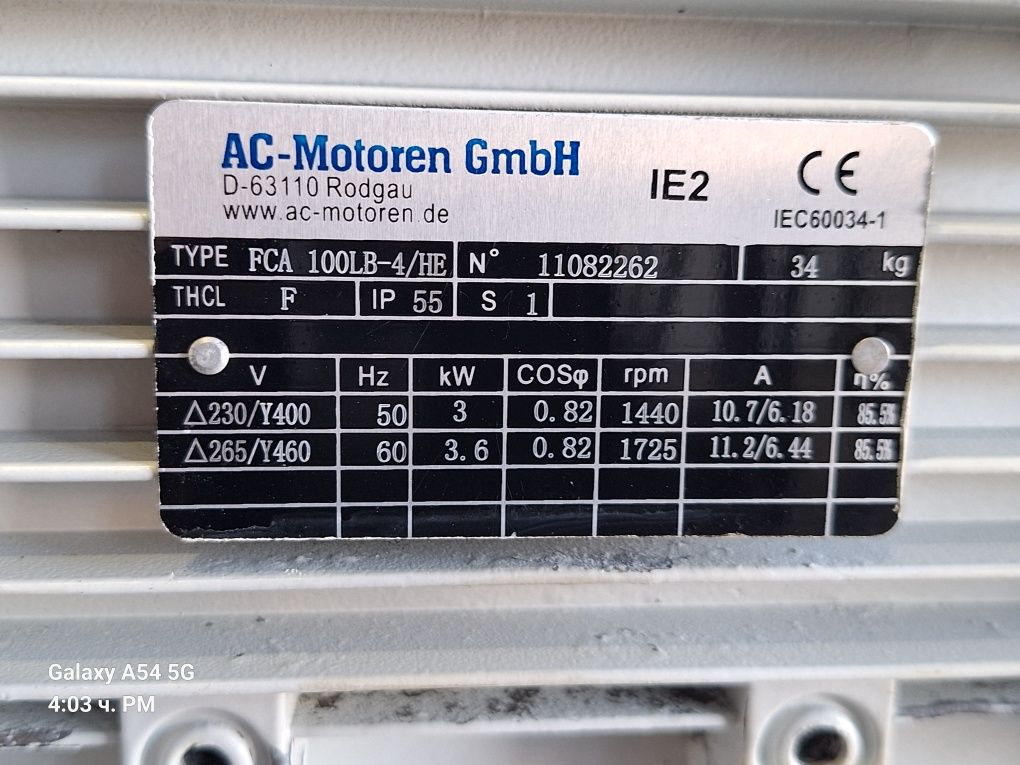 AC-Motoren GmbH
D-63110 Rodgau
www.ac-motoren.de
IE2
CE
IEC60034-1
TYPE FCA 100LB-4/HE N° 11082262 34 kg
THCL F IP 55 S 1
V Hz kW COSφ rpm A η%
△230/Y400 50 3 0.82 1440 10.7/6.18 85.5%
△265/Y460 60 3.6 0.82 1725 11.2/6.44 85.5%
Galaxy A54 5G
4:03 ч. PM